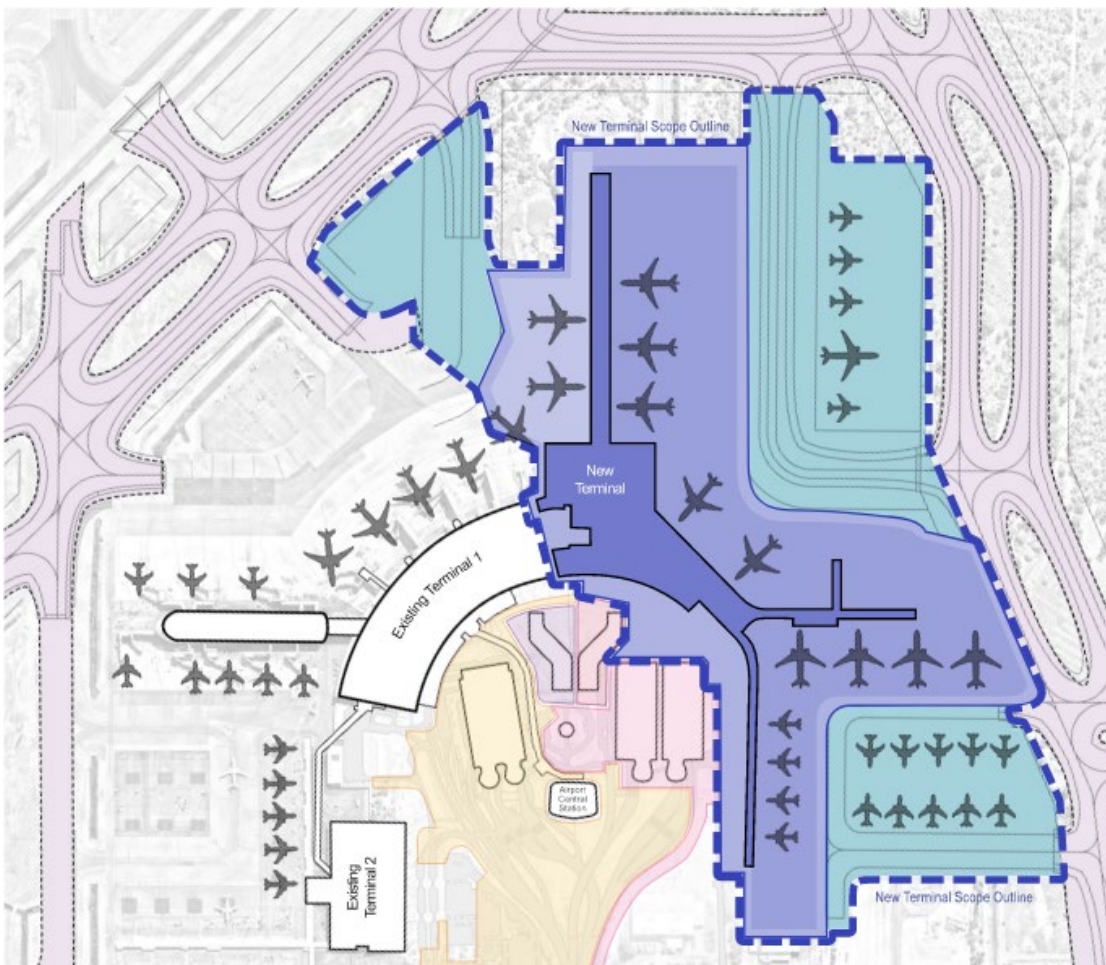 New Terminal Scope Outline
New
Terminal
Existing Terminal 1
Airport
Central
Station
Existing
Terminal 2
New Terminal Scope Outline